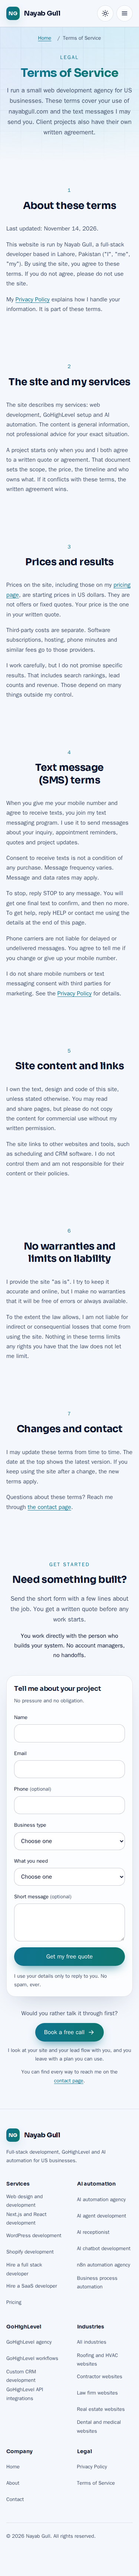 NG Nayab Gull
Home / Terms of Service
LEGAL
Terms of Service
I run a small web development agency for US
businesses. These terms cover your use of
nayabgull.com and the text messages I may
send you. Client projects also have their own
written agreement.
1
About these terms
Last updated: November 14, 2026.
This website is run by Nayab Gull, a full-stack
developer based in Lahore, Pakistan ("I", "me",
"my"). By using the site, you agree to these
terms. If you do not agree, please do not use
the site.
My Privacy Policy explains how I handle your
information. It is part of these terms.
2
The site and my services
The site describes my services: web
development, GoHighLevel setup and AI
automation. The content is general information,
not professional advice for your exact situation.
A project starts only when you and I both agree
to a written quote or agreement. That document
sets the scope, the price, the timeline and who
owns what. If it conflicts with these terms, the
written agreement wins.
3
Prices and results
Prices on the site, including those on my pricing
page, are starting prices in US dollars. They are
not offers or fixed quotes. Your price is the one
in your written quote.
Third-party costs are separate. Software
subscriptions, hosting, phone minutes and
similar fees go to those providers.
I work carefully, but I do not promise specific
results. That includes search rankings, lead
counts and revenue. Those depend on many
things outside my control.
4
Text message
(SMS) terms
When you give me your mobile number and
agree to receive texts, you join my text
messaging program. I use it to send messages
about your inquiry, appointment reminders,
quotes and project updates.
Consent to receive texts is not a condition of
any purchase. Message frequency varies.
Message and data rates may apply.
To stop, reply STOP to any message. You will
get one final text to confirm, and then no more.
To get help, reply HELP or contact me using the
details at the end of this page.
Phone carriers are not liable for delayed or
undelivered messages. You agree to tell me if
you change or give up your mobile number.
I do not share mobile numbers or text
messaging consent with third parties for
marketing. See the Privacy Policy for details.
5
Site content and links
I own the text, design and code of this site,
unless stated otherwise. You may read
and share pages, but please do not copy
the content for commercial use without my
written permission.
The site links to other websites and tools, such
as scheduling and CRM software. I do not
control them and am not responsible for their
content or their policies.
6
No warranties and
limits on liability
I provide the site "as is". I try to keep it
accurate and online, but I make no warranties
that it will be free of errors or always available.
To the extent the law allows, I am not liable for
indirect or consequential losses that come from
using the site. Nothing in these terms limits
any rights you have that the law does not let
me limit.
7
Changes and contact
I may update these terms from time to time. The
date at the top shows the latest version. If you
keep using the site after a change, the new
terms apply.
Questions about these terms? Reach me
through the contact page.
GET STARTED
Need something built?
Send the short form with a few lines about
the job. You get a written quote before any
work starts.
You work directly with the person who
builds your system. No account managers,
no handoffs.
Tell me about your project
No pressure and no obligation.
Name
Email
Phone (optional)
Business type
Choose one
What you need
Choose one
Short message (optional)
Get my free quote
I use your details only to reply to you. No
spam, ever.
Would you rather talk it through first?
Book a free call →
I look at your site and your lead flow with you, and you
leave with a plan you can use.
You can find every way to reach me on the
contact page.
NG Nayab Gull
Full-stack development, GoHighLevel and AI
automation for US businesses.
Services
Web design and
development
Next.js and React
development
WordPress development
Shopify development
Hire a full stack
developer
Hire a SaaS developer
Pricing
AI automation
AI automation agency
AI agent development
AI receptionist
AI chatbot development
n8n automation agency
Business process
automation
GoHighLevel
GoHighLevel agency
GoHighLevel workflows
Custom CRM
development
GoHighLevel API
integrations
Industries
All industries
Roofing and HVAC
websites
Contractor websites
Law firm websites
Real estate websites
Dental and medical
websites
Company
Home
About
Contact
Legal
Privacy Policy
Terms of Service
© 2026 Nayab Gull. All rights reserved.